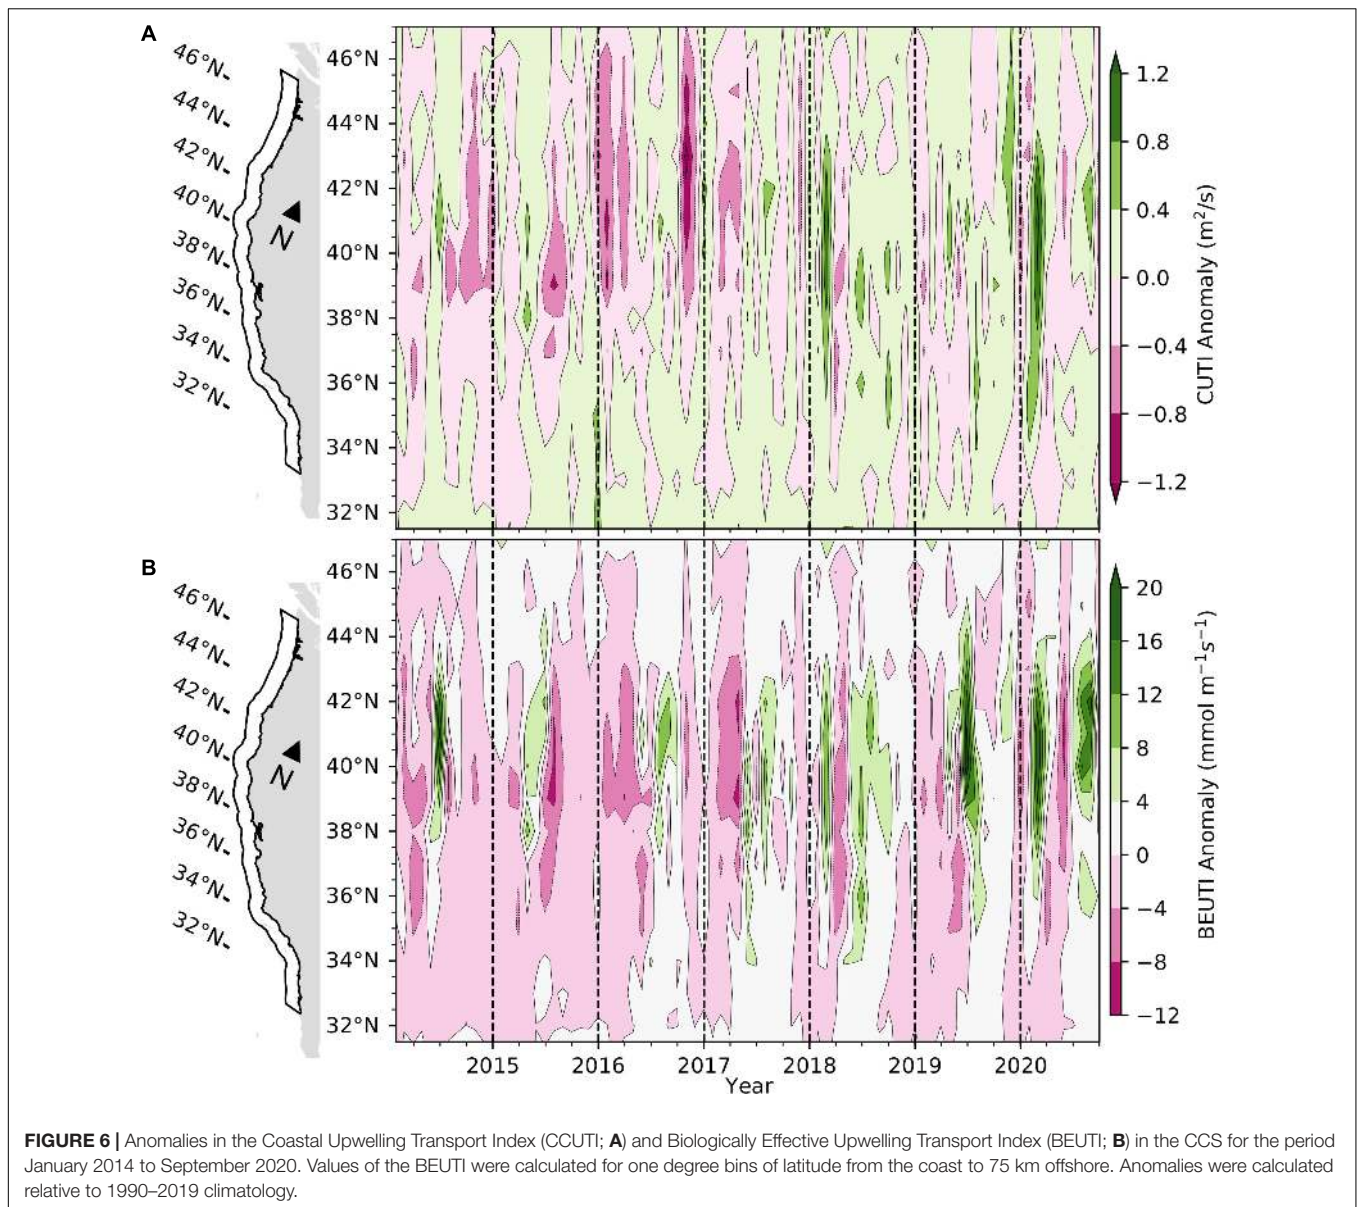 A
46°N
44°N
42°N
40°N
38°N
36°N
34°N
32°N
N
46°N
44°N
42°N
40°N
38°N
36°N
34°N
32°N
1.2
0.8
0.4
0.0
−0.4
−0.8
−1.2
CUTI Anomaly (m²/s)
B
46°N
44°N
42°N
40°N
38°N
36°N
34°N
32°N
N
46°N
44°N
42°N
40°N
38°N
36°N
34°N
32°N
20
16
12
8
4
0
−4
−8
−12
BEUTI Anomaly (mmol m⁻¹s⁻¹)
2015 2016 2017 2018 2019 2020
Year
FIGURE 6 | Anomalies in the Coastal Upwelling Transport Index (CCUTI; A) and Biologically Effective Upwelling Transport Index (BEUTI; B) in the CCS for the period
January 2014 to September 2020. Values of the BEUTI were calculated for one degree bins of latitude from the coast to 75 km offshore. Anomalies were calculated
relative to 1990–2019 climatology.